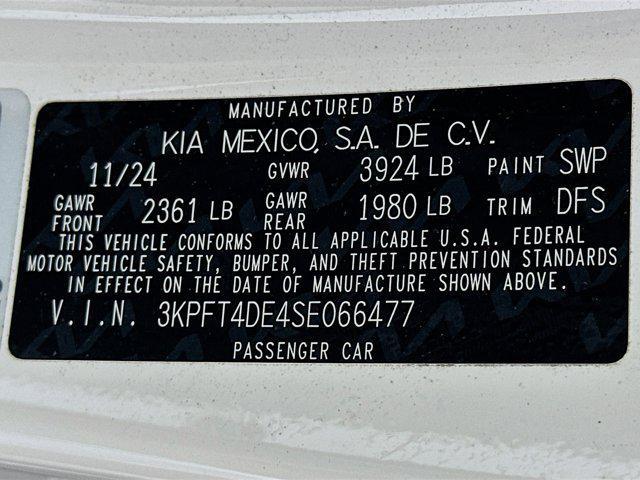 MANUFACTURED BY
KIA MEXICO, S.A. DE C.V.
11/24 GVWR 3924 LB PAINT SWP
GAWR FRONT 2361 LB GAWR REAR 1980 LB TRIM DFS
THIS VEHICLE CONFORMS TO ALL APPLICABLE U.S.A. FEDERAL
MOTOR VEHICLE SAFETY, BUMPER, AND THEFT PREVENTION STANDARDS
IN EFFECT ON THE DATE OF MANUFACTURE SHOWN ABOVE.
V.I.N. 3KPFT4DE4SE066477
PASSENGER CAR